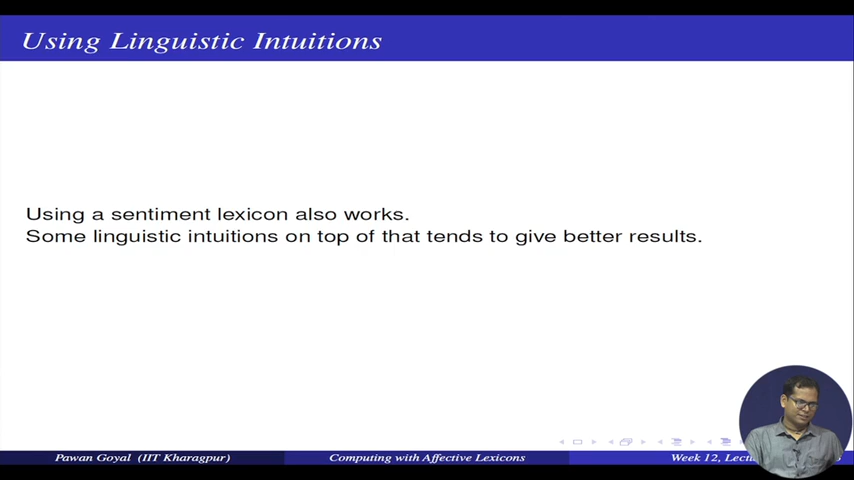 Using Linguistic Intuitions
Using a sentiment lexicon also works.
Some linguistic intuitions on top of that tends to give better results.
Pawan Goyal (IIT Kharagpur)
Computing with Affective Lexicons
Week 12,